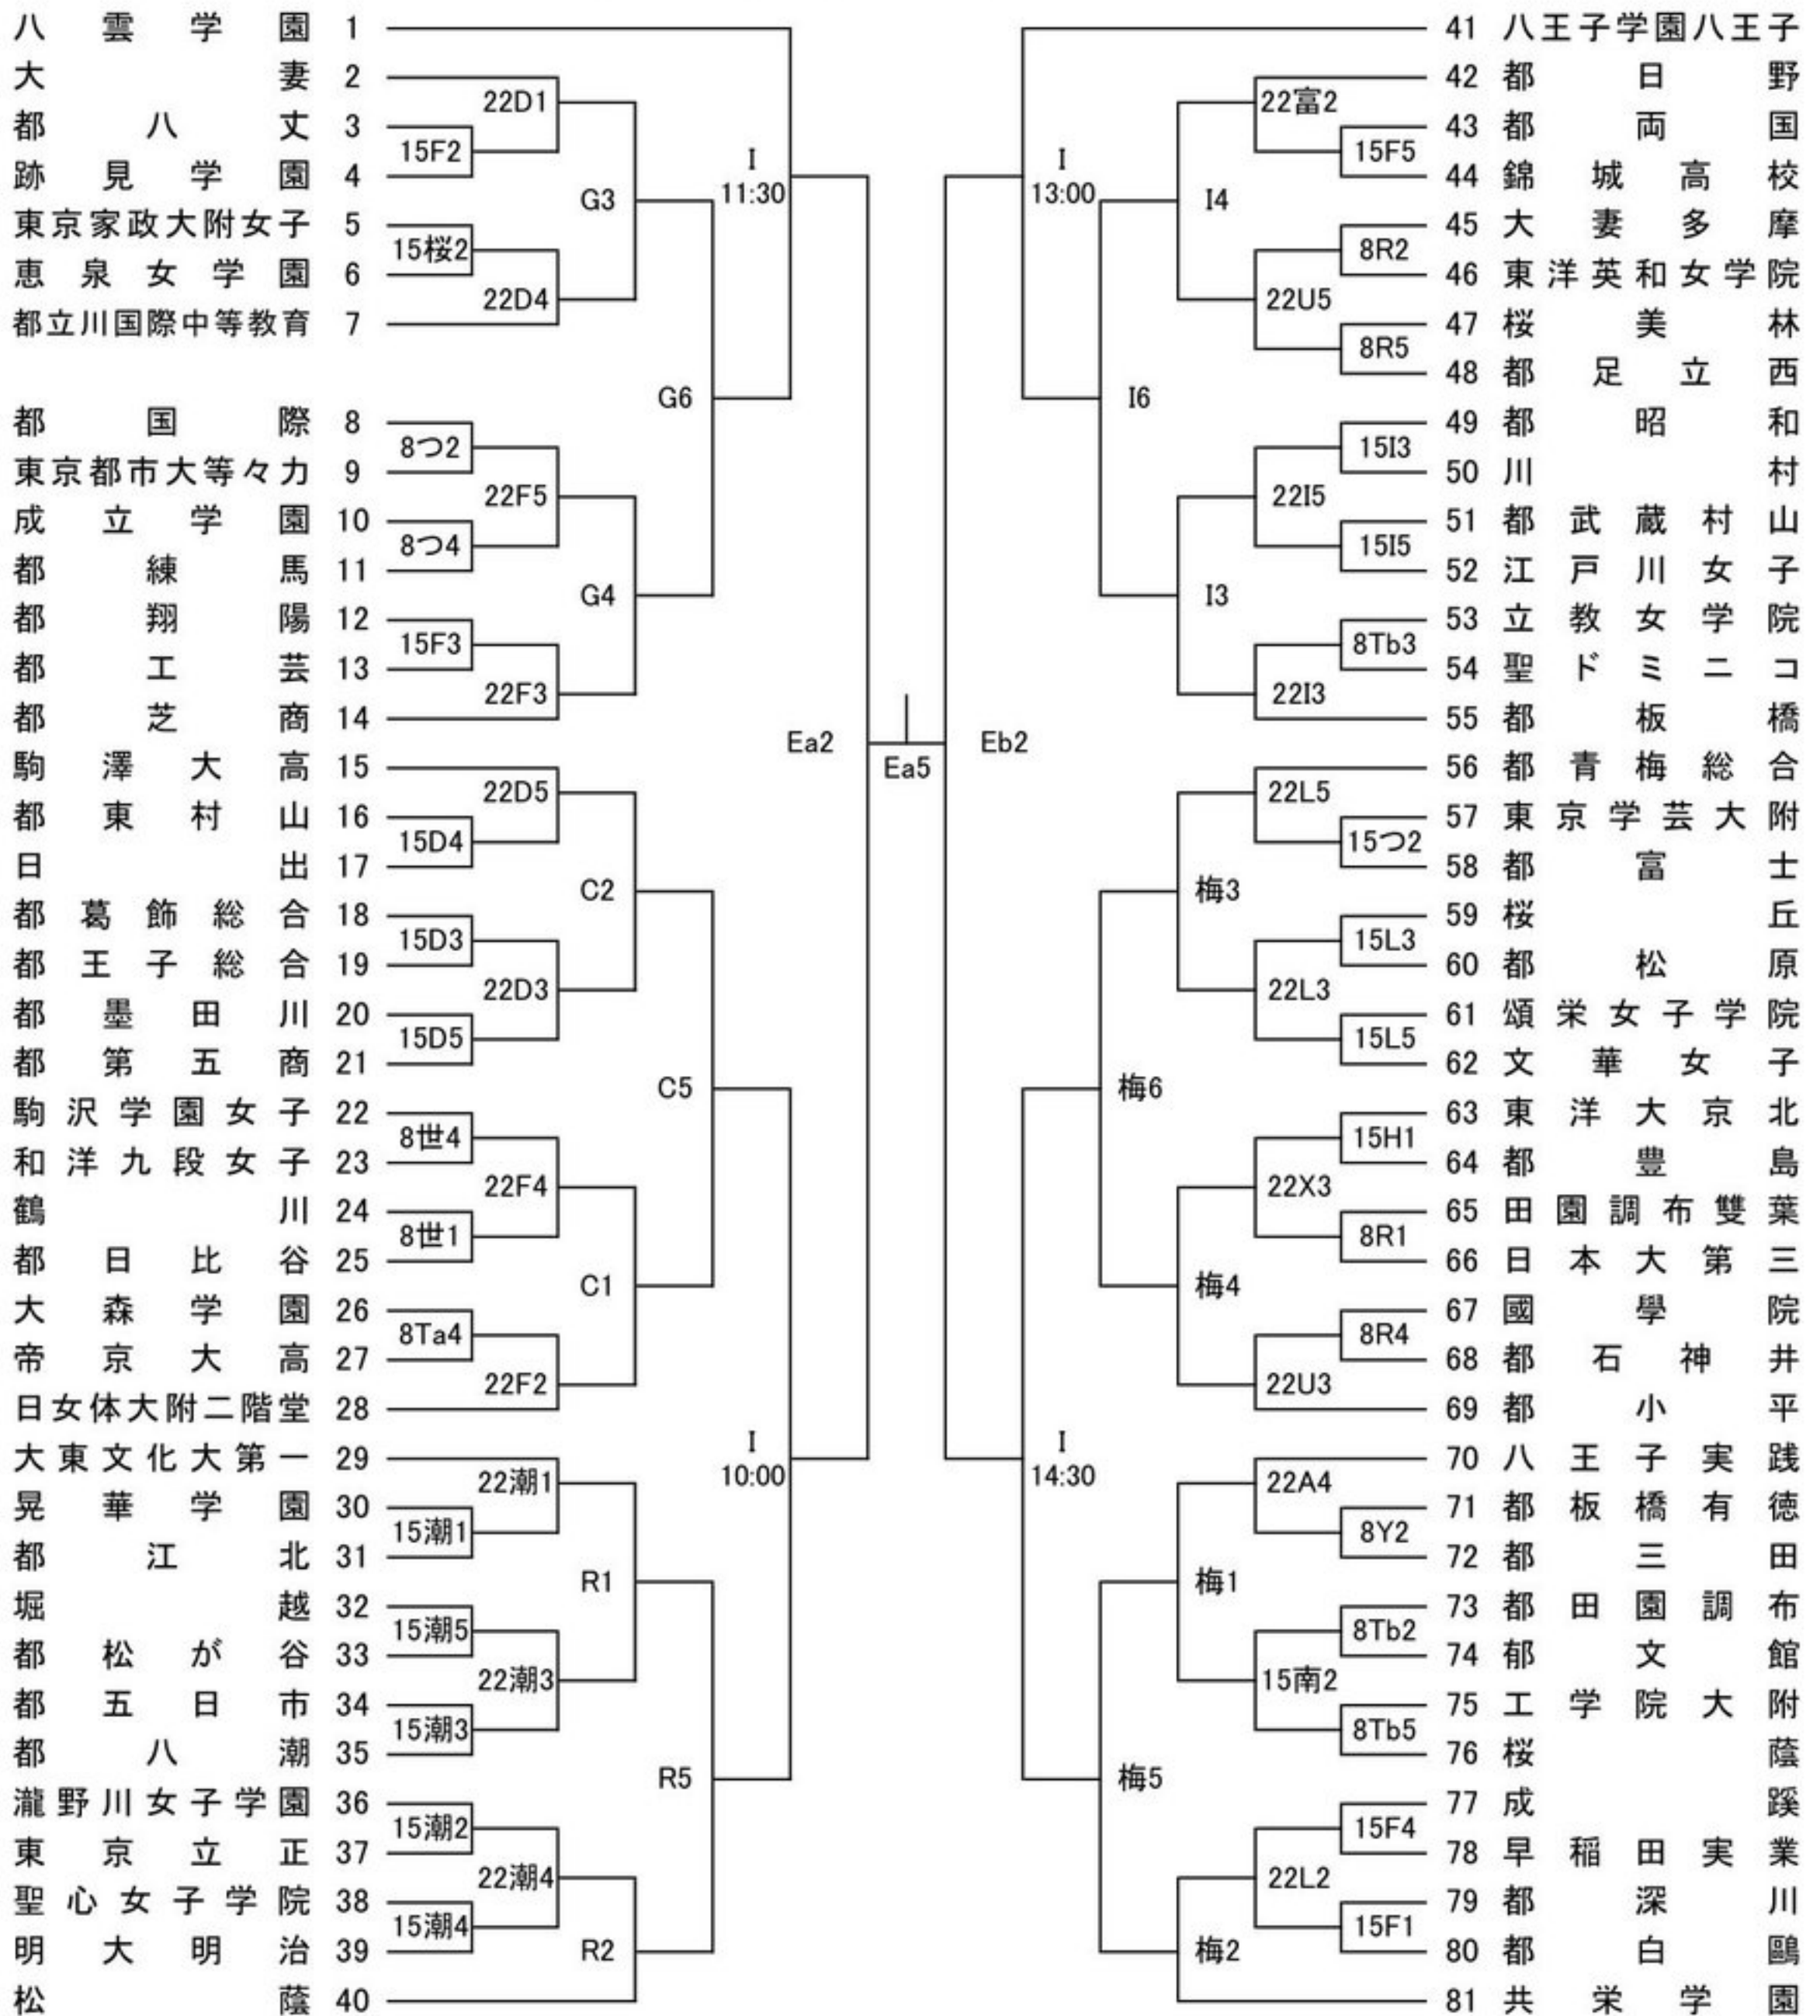 八雲学園 1
大妻 2
都八丈 3
跡見学園 4
東京家政大附女子 5
恵泉女学園 6
都立川国際中等教育 7
都国際 8
東京都市大等々力 9
成立学園 10
都練馬 11
都翔陽 12
都工芸 13
都芝商 14
駒澤大高 15
都東村山 16
日出 17
都葛飾総合 18
都王子総合 19
都墨田川 20
都第五商 21
駒沢学園女子 22
和洋九段女子 23
鶴川 24
都日比谷 25
大森学園 26
帝京大高 27
日女体大附二階堂 28
大東文化大第一 29
晃華学園 30
都江北 31
堀越 32
都松が谷 33
都五日市 34
都八潮 35
瀧野川女子学園 36
東京立正 37
聖心女子学院 38
明大明治 39
松蔭 40
15F2
15桜2
8つ2
8つ4
15F3
15D4
15D3
15D5
8世4
8世1
8Ta4
15潮1
15潮5
15潮3
15潮2
15潮4
22D1
22D4
22F5
22F3
22D5
22D3
22F4
22F2
22潮1
22潮3
22潮4
G3
G4
C2
C1
R1
R2
G6
C5
R5
I
11:30
I
10:00
Ea2
Ea5
Eb2
I
13:00
I
14:30
I6
梅6
梅5
I4
I3
梅3
梅4
梅1
梅2
22富2
22U5
22I5
22I3
22L5
22L3
22X3
22U3
22A4
15南2
22L2
15F5
8R2
8R5
15I3
15I5
8Tb3
15つ2
15L3
15L5
15H1
8R1
8R4
8Y2
8Tb2
8Tb5
15F4
15F1
41 八王子学園八王子
42 都日野
43 都両国
44 錦城高校
45 大妻多摩
46 東洋英和女学院
47 桜美林
48 都足立西
49 都昭和
50 川村
51 都武蔵村山
52 江戸川女子
53 立教女学院
54 聖ドミニコ
55 都板橋
56 都青梅総合
57 東京学芸大附
58 都富士
59 桜丘
60 都松原
61 頌栄女子学院
62 文華女子
63 東洋大京北
64 都豊島
65 田園調布雙葉
66 日本大第三
67 國學院
68 都石神井
69 都小平
70 八王子実践
71 都板橋有徳
72 都三田
73 都田園調布
74 郁文館
75 工学院大附
76 桜蔭
77 成蹊
78 早稲田実業
79 都深川
80 都白鷗
81 共栄学園